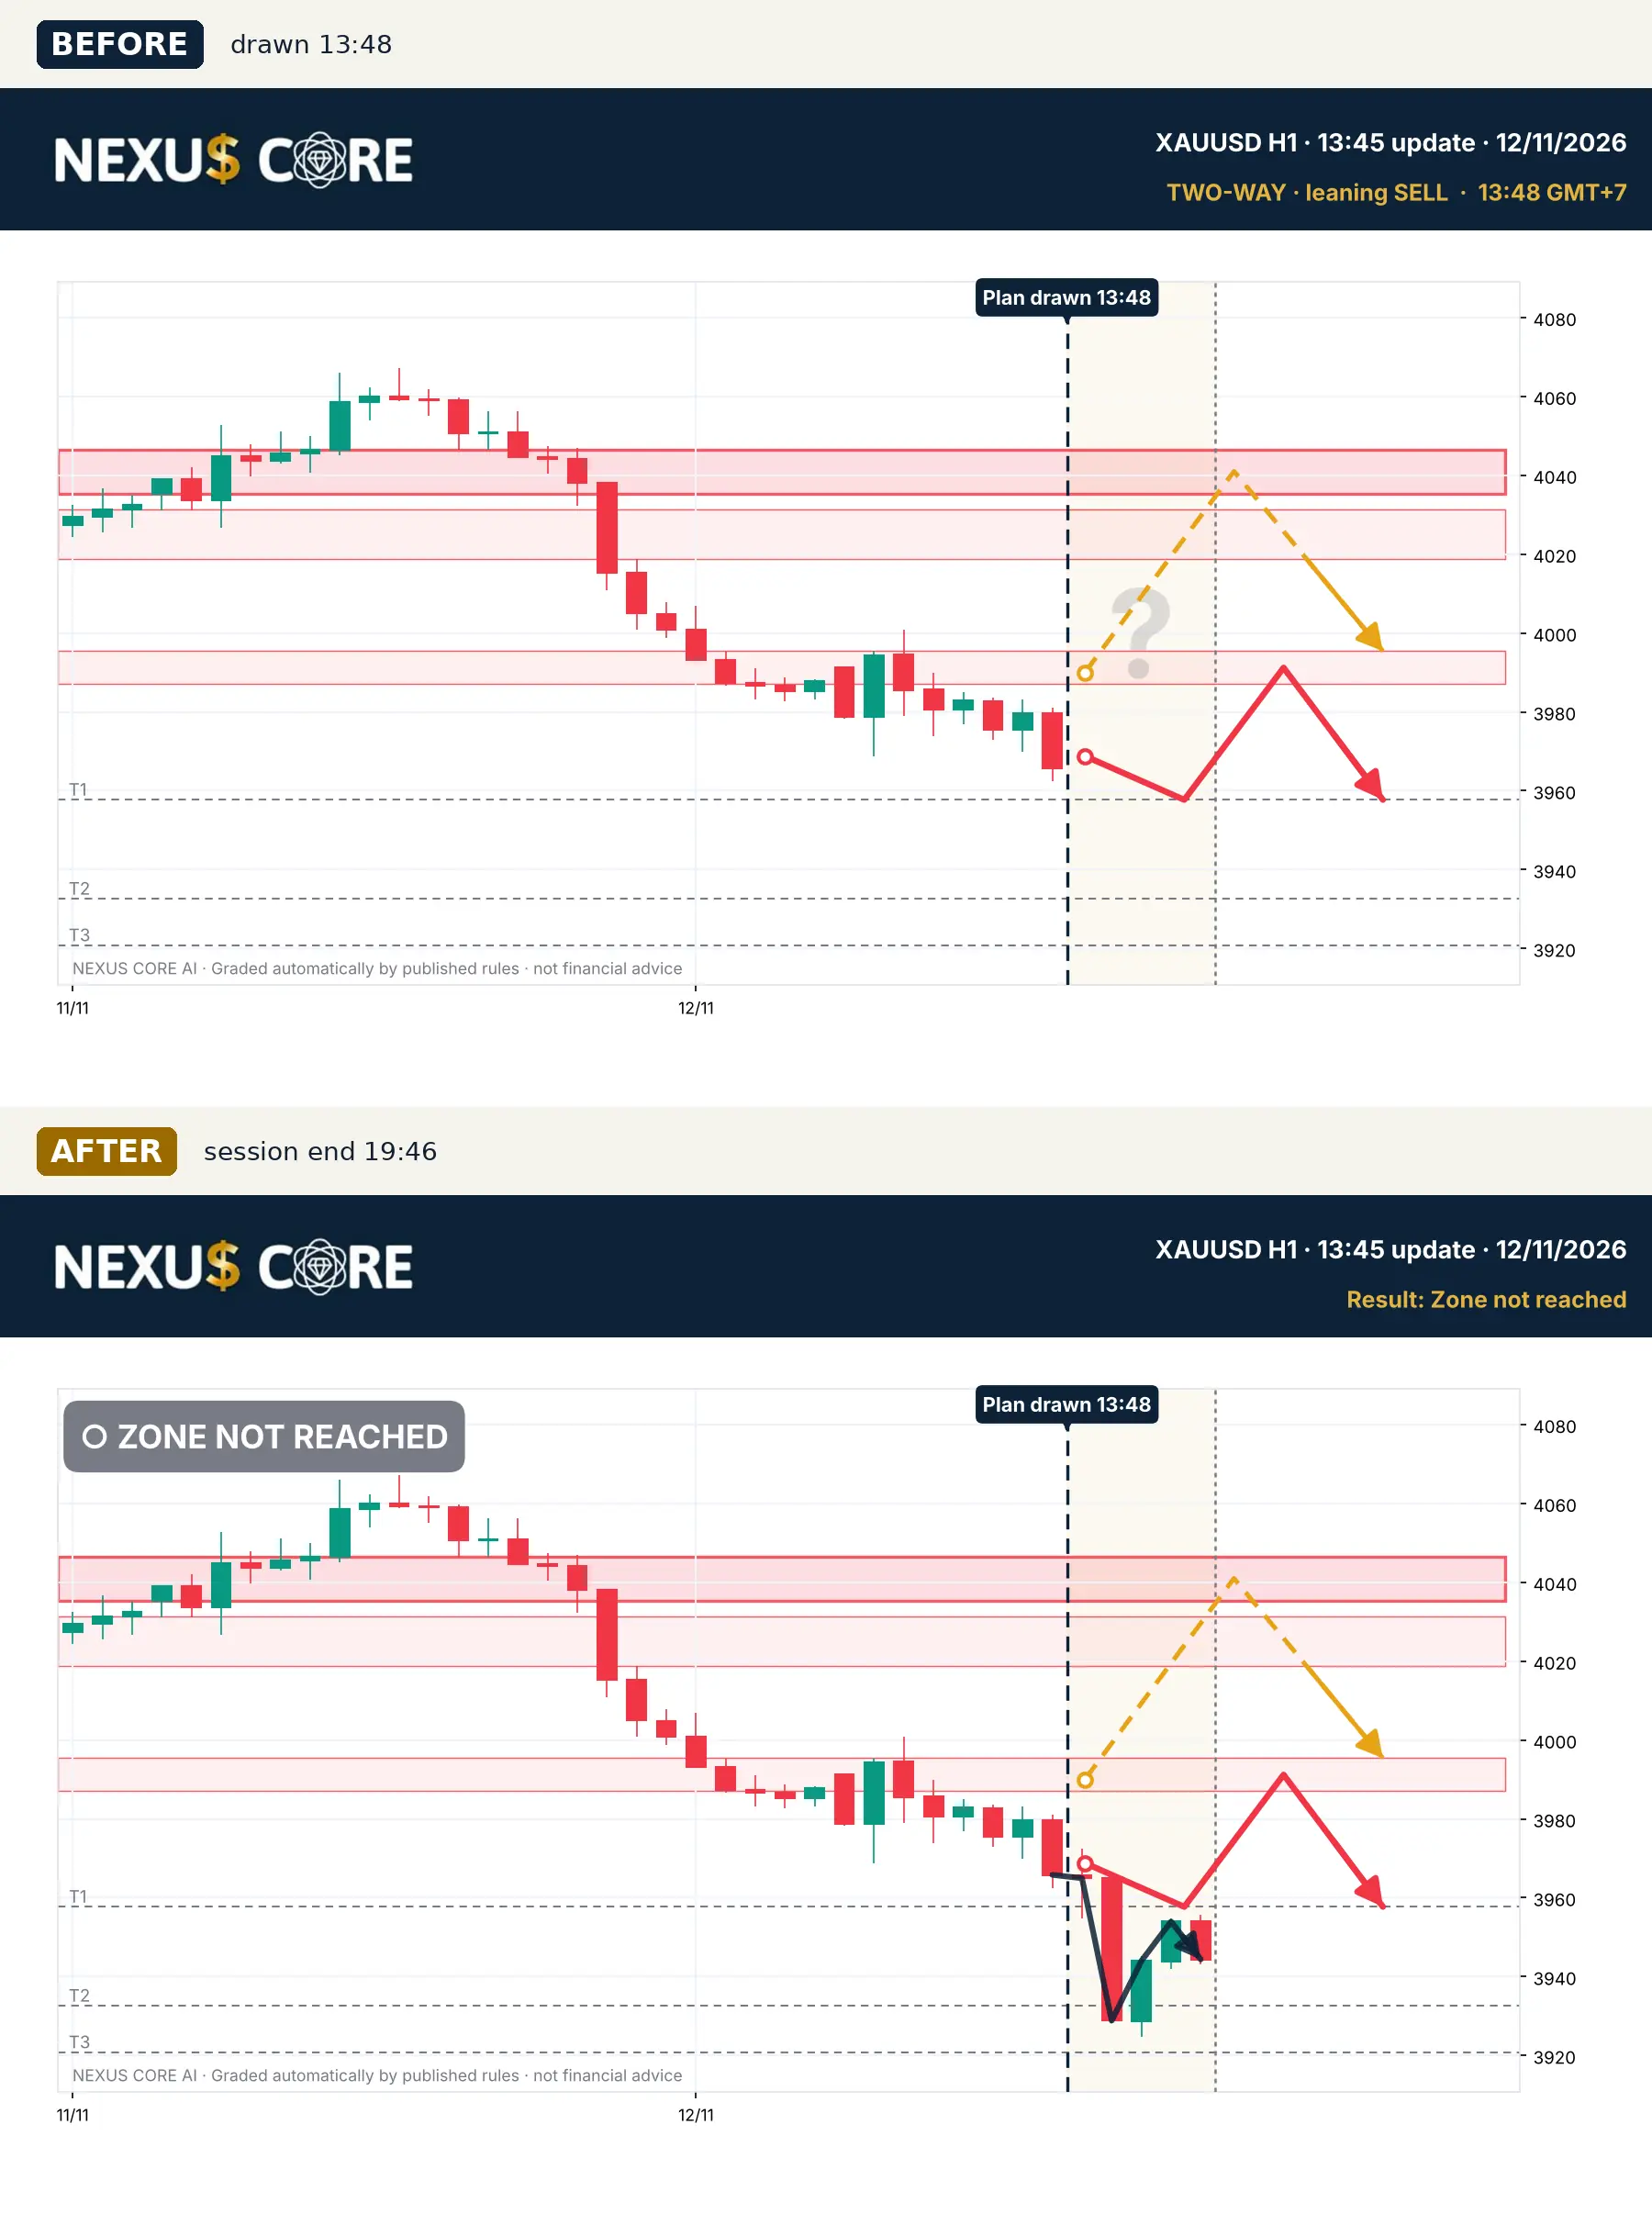 BEFORE drawn 13:48
NEXU$ CORE
XAUUSD H1 · 13:45 update · 12/11/2026
TWO-WAY · leaning SELL · 13:48 GMT+7
Plan drawn 13:48
4080
4060
4040
4020
?
4000
3980
T1
3960
T2
3940
T3
3920
NEXUS CORE AI · Graded automatically by published rules · not financial advice
11/11 12/11
AFTER session end 19:46
NEXU$ CORE
XAUUSD H1 · 13:45 update · 12/11/2026
Result: Zone not reached
Plan drawn 13:48
ZONE NOT REACHED
4080
4060
4040
4020
4000
3980
T1
3960
T2
3940
T3
3920
NEXUS CORE AI · Graded automatically by published rules · not financial advice
11/11 12/11